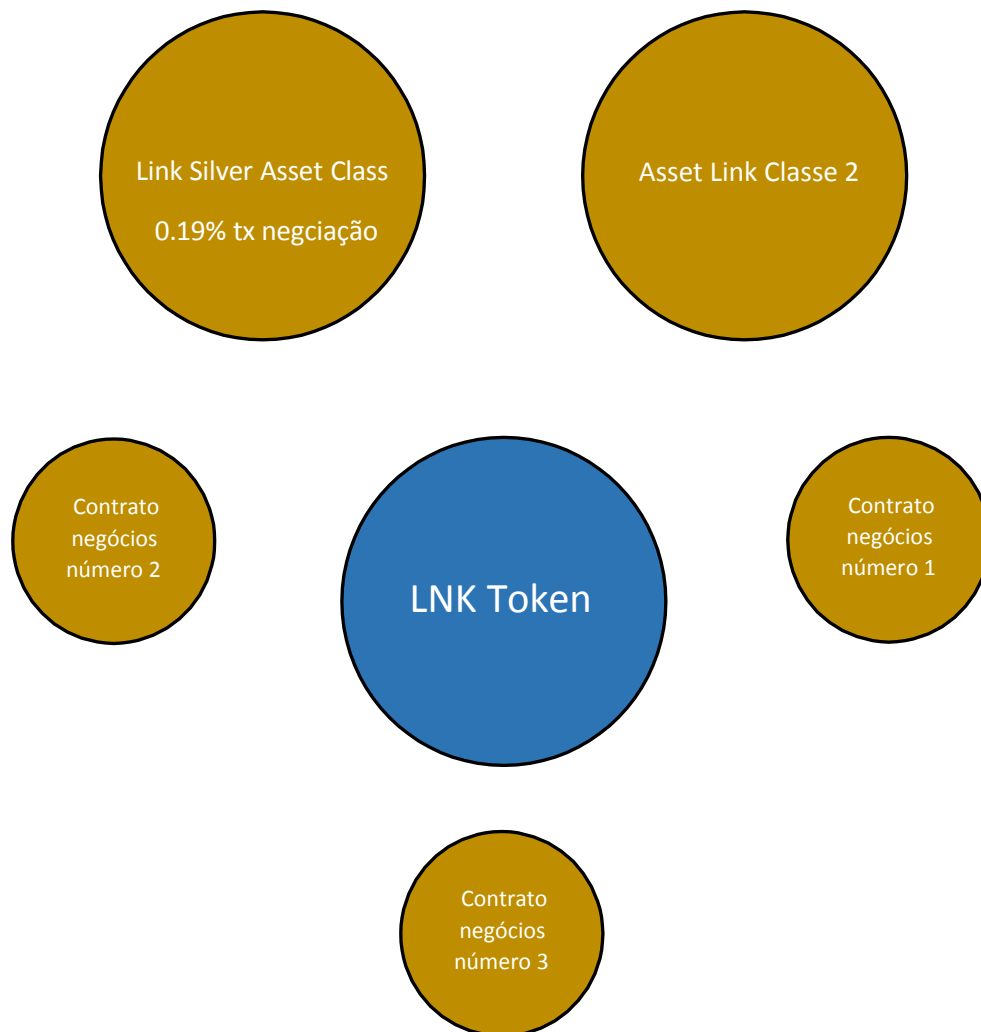 Link Silver Asset Class
0.19% tx negciação
Asset Link Classe 2
Contrato
negócios
número 2
LNK Token
Contrato
negócios
número 1
Contrato
negócios
número 3